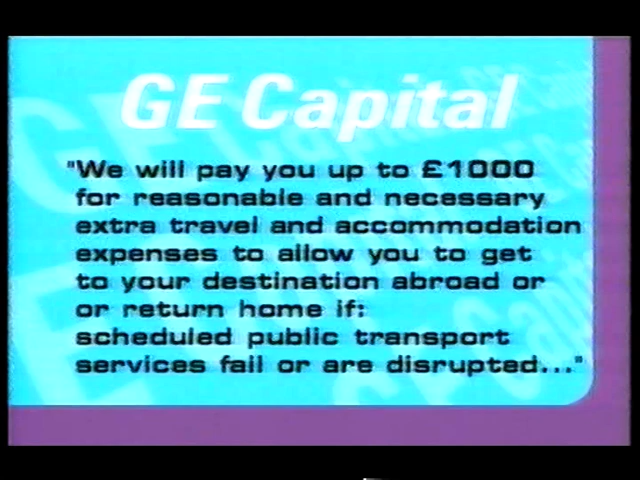 GE Capital
"We will pay you up to £1000
for reasonable and necessary
extra travel and accommodation
expenses to allow you to get
to your destination abroad or
or return home if:
scheduled public transport
services fail or are disrupted..."